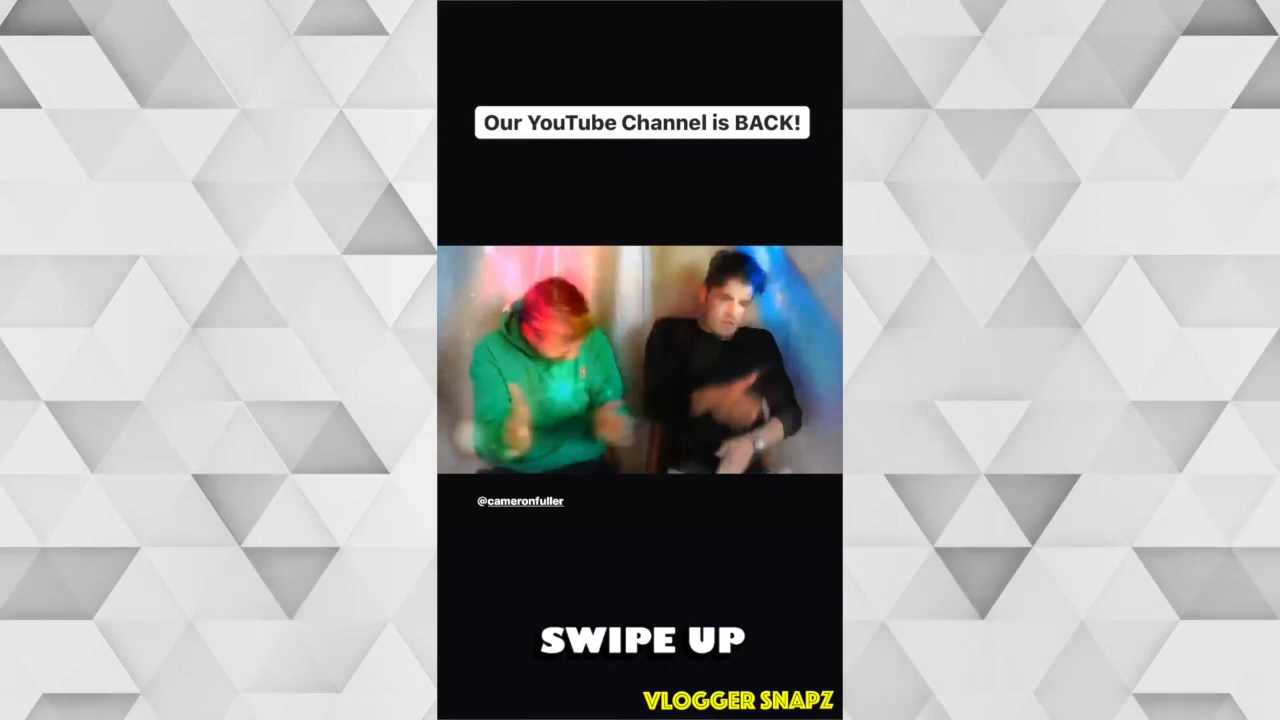 Our YouTube Channel is BACK!
@cameronfuller
SWIPE UP
VLOGGER SNAPZ